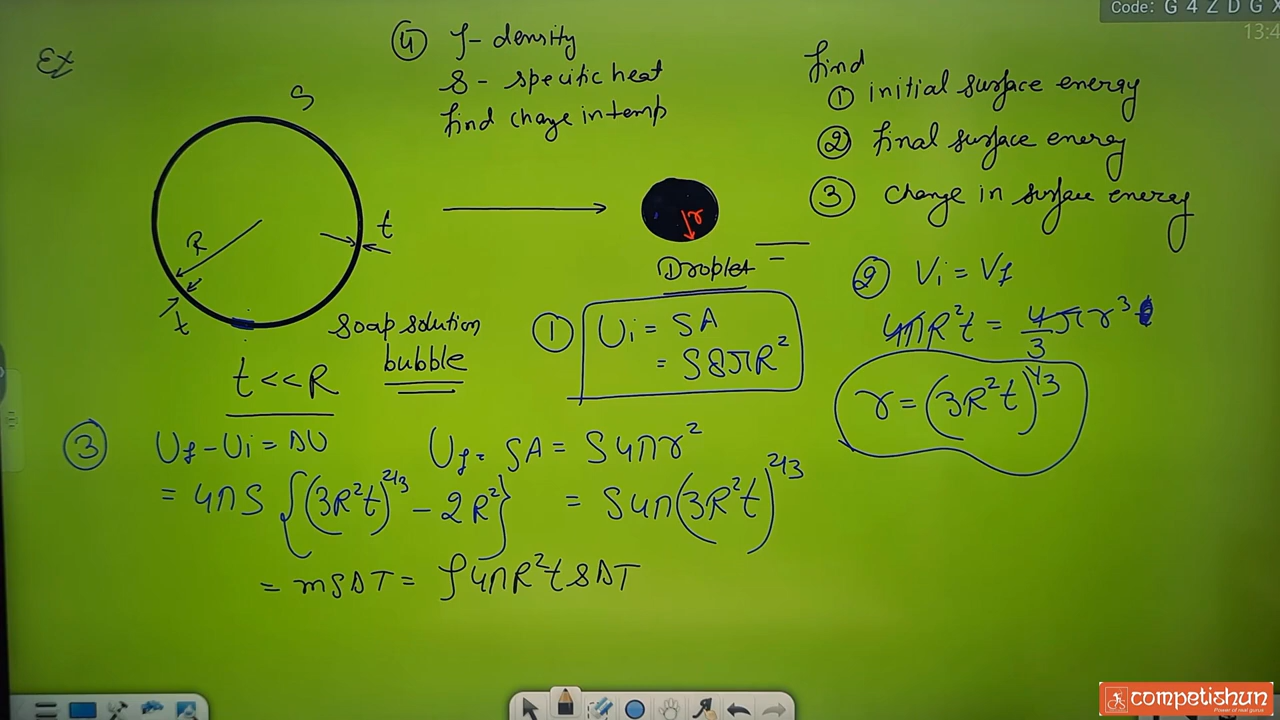 Code: G 4 Z D G X
13:4
Ex
④ ρ- density
s - specific heat
find change in temp
find
① initial surface energy
② final surface energy
③ change in surface energy
S
R
t
t
r
Droplet
soap solution
bubble
t << R
① Ui = SA
= S8πR²
② Vi = Vf
4πR²t = 4/3 πr³
r = (3R²t)^1/3
③ Uf - Ui = ΔU
= 4πS {(3R²t)^2/3 - 2R²}
Uf = SA = S4πr²
= S4π(3R²t)^2/3
= msΔT = ρ4πR²tsΔT
competishun